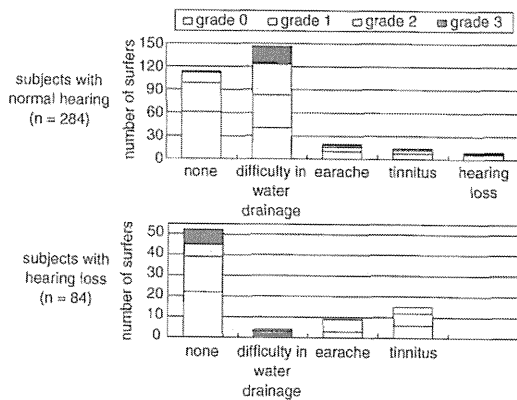 grade 0 grade 1 grade 2 grade 3
subjects with
normal hearing
(n = 284)
number of surfers
150
120
90
60
30
0
none difficulty in water drainage earache tinnitus hearing loss
subjects with
hearing loss
(n = 84)
number of surfers
50
40
30
20
10
0
none difficulty in water drainage earache tinnitus